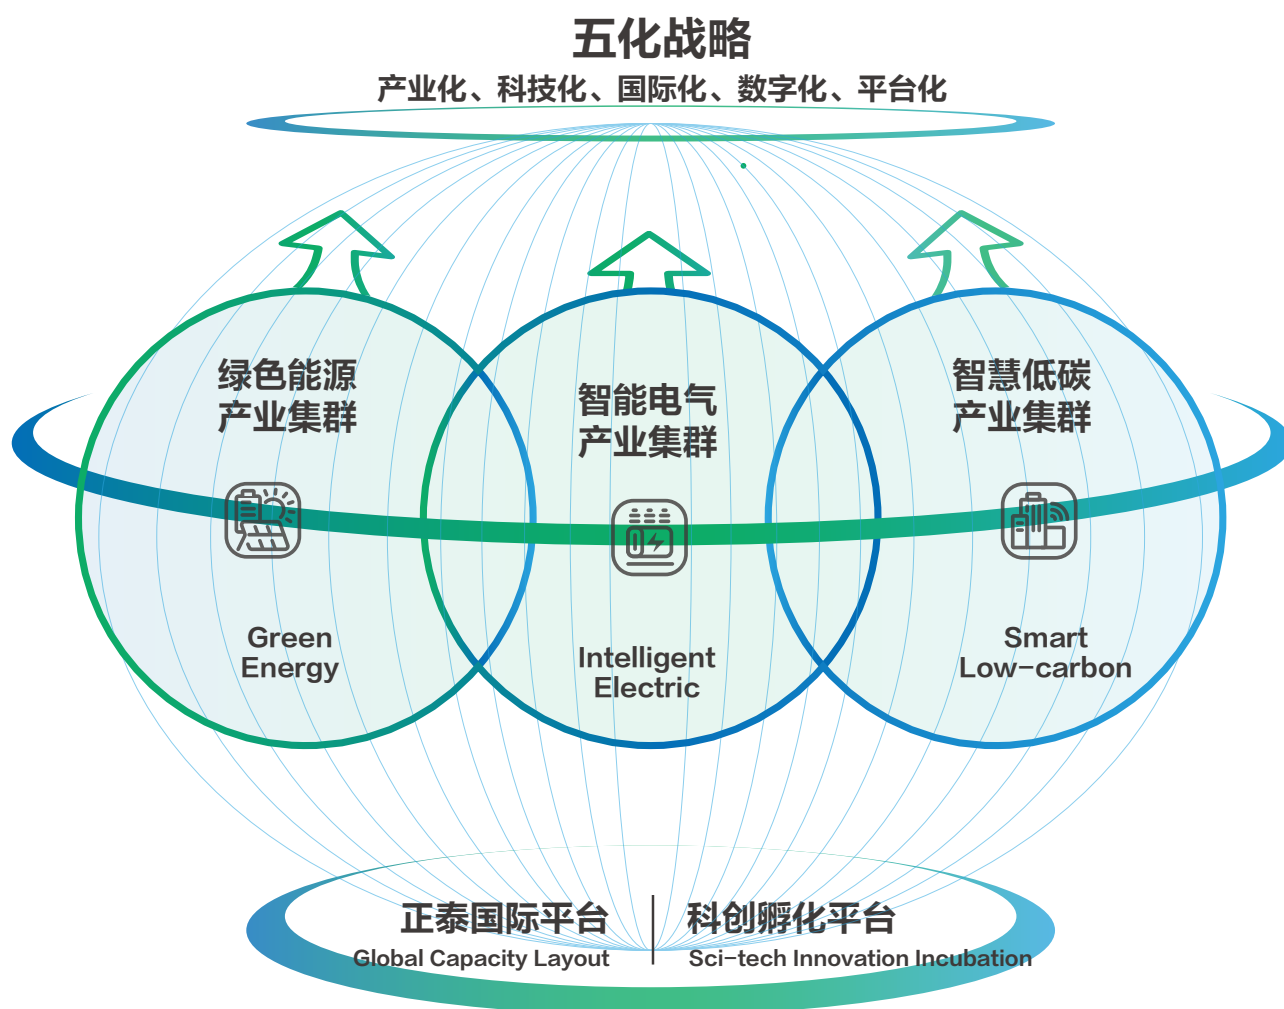 五化战略
产业化、科技化、国际化、数字化、平台化
绿色能源
产业集群
Green
Energy
智能电气
产业集群
Intelligent
Electric
智慧低碳
产业集群
Smart
Low-carbon
正泰国际平台
Global Capacity Layout
科创孵化平台
Sci-tech Innovation Incubation